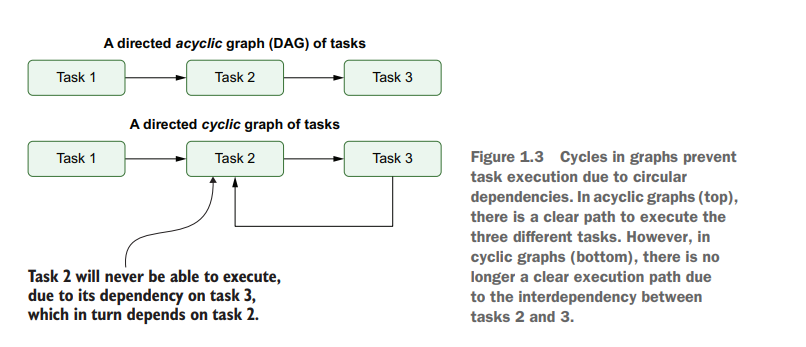 A directed acyclic graph (DAG) of tasks
Task 1
Task 2
Task 3
A directed cyclic graph of tasks
Task 1
Task 2
Task 3
Task 2 will never be able to execute,
due to its dependency on task 3,
which in turn depends on task 2.
Figure 1.3 Cycles in graphs prevent
task execution due to circular
dependencies. In acyclic graphs (top),
there is a clear path to execute the
three different tasks. However, in
cyclic graphs (bottom), there is no
longer a clear execution path due
to the interdependency between
tasks 2 and 3.